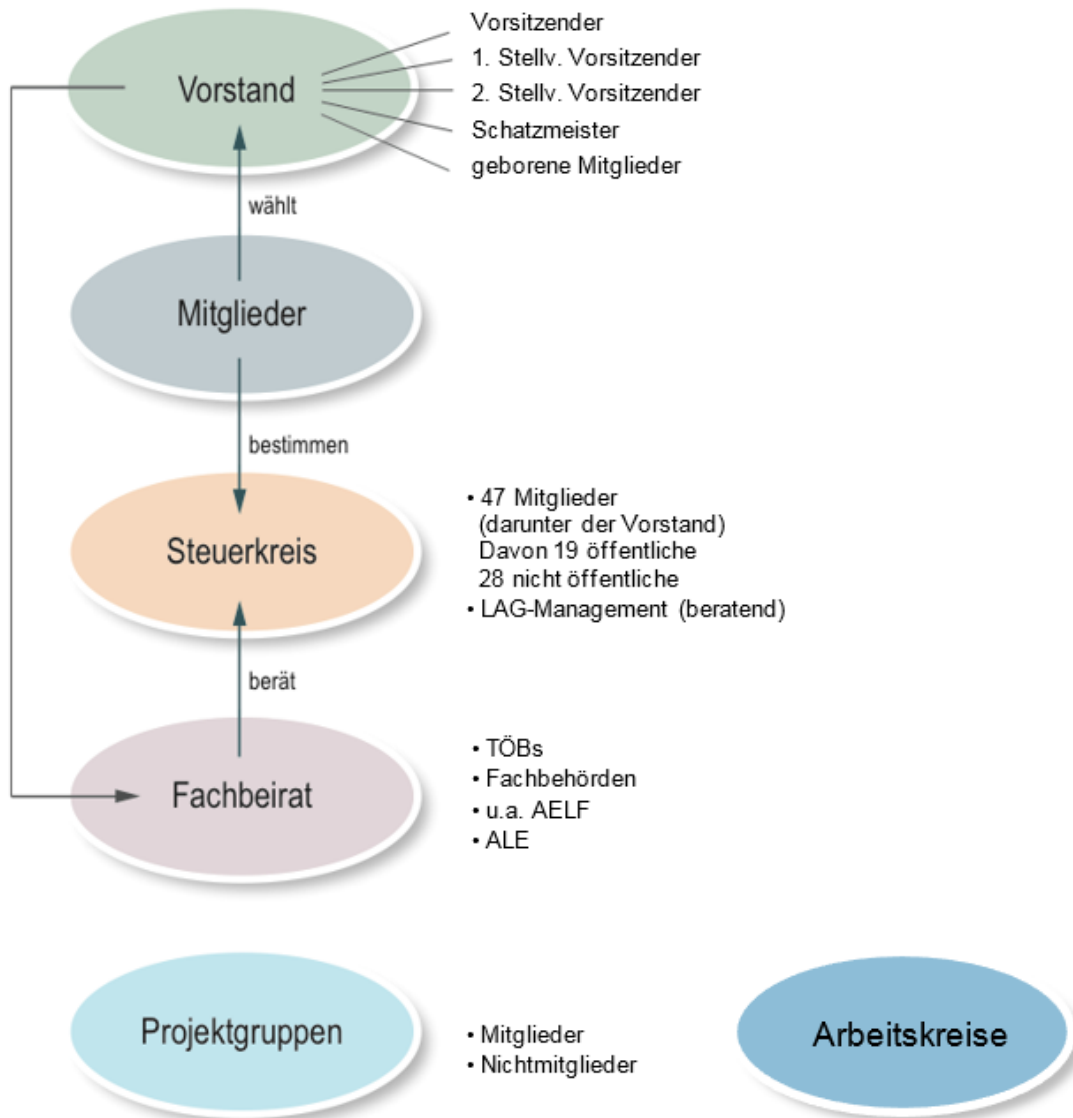 Vorstand
Vorsitzender
1. Stellv. Vorsitzender
2. Stellv. Vorsitzender
Schatzmeister
geborene Mitglieder
wählt
Mitglieder
bestimmen
Steuerkreis
• 47 Mitglieder
(darunter der Vorstand)
Davon 19 öffentliche
28 nicht öffentliche
• LAG-Management (beratend)
berät
Fachbeirat
• TÖBs
• Fachbehörden
• u.a. AELF
• ALE
Projektgruppen
• Mitglieder
• Nichtmitglieder
Arbeitskreise